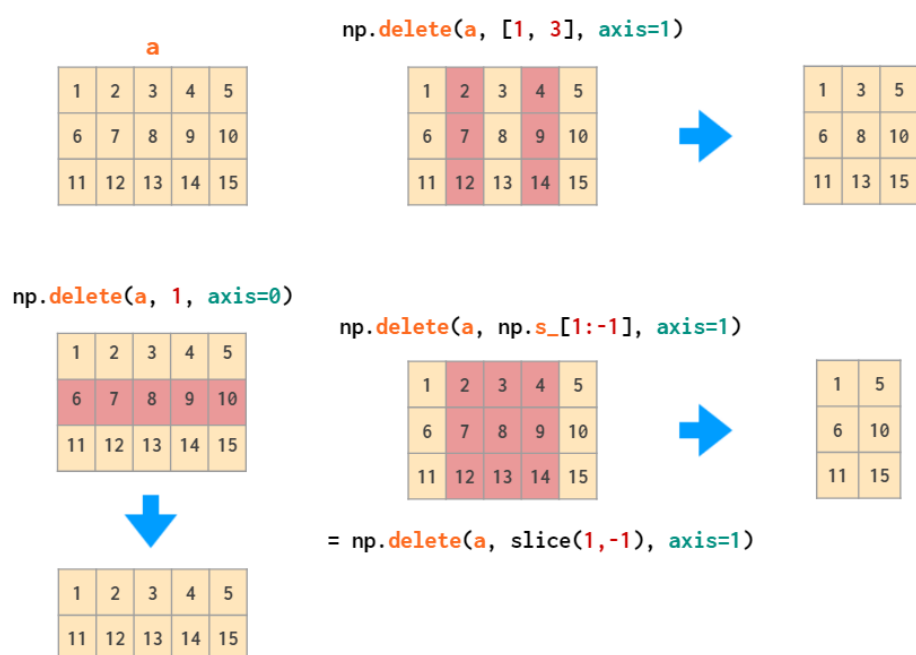 a
1 2 3 4 5
6 7 8 9 10
11 12 13 14 15
np.delete(a, [1, 3], axis=1)
1 2 3 4 5
6 7 8 9 10
11 12 13 14 15
1 3 5
6 8 10
11 13 15
np.delete(a, 1, axis=0)
1 2 3 4 5
6 7 8 9 10
11 12 13 14 15
1 2 3 4 5
11 12 13 14 15
np.delete(a, np.s_[1:-1], axis=1)
1 2 3 4 5
6 7 8 9 10
11 12 13 14 15
1 5
6 10
11 15
= np.delete(a, slice(1,-1), axis=1)